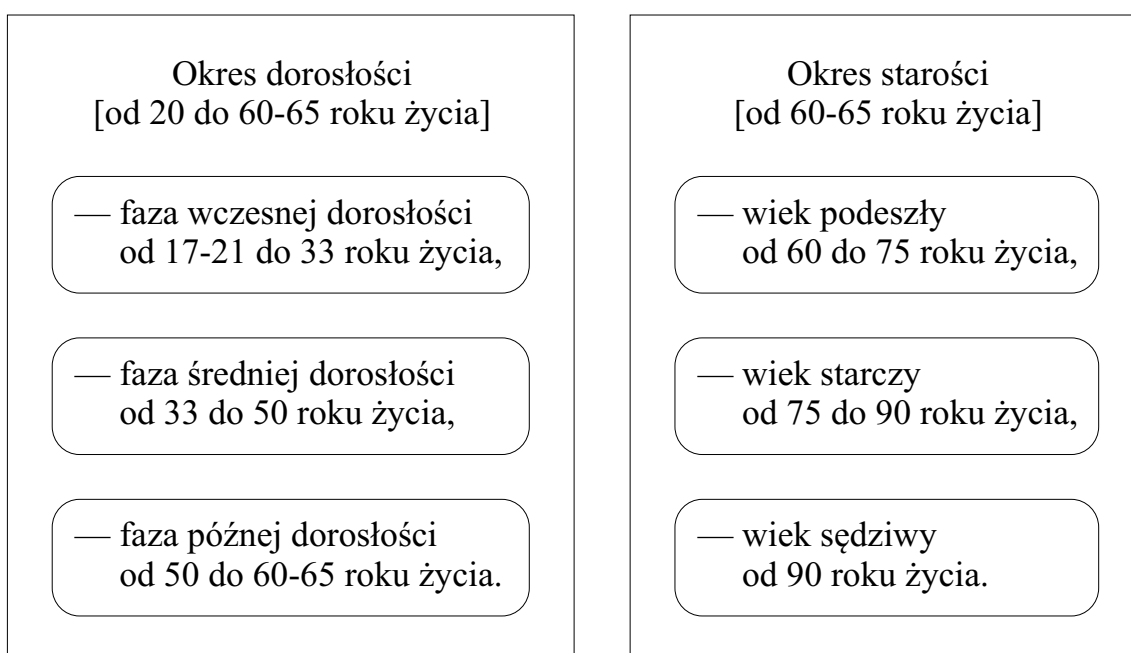 Okres dorosłości
[od 20 do 60-65 roku życia]
— faza wczesnej dorosłości
od 17-21 do 33 roku życia,
— faza średniej dorosłości
od 33 do 50 roku życia,
— faza późnej dorosłości
od 50 do 60-65 roku życia.
Okres starości
[od 60-65 roku życia]
— wiek podeszły
od 60 do 75 roku życia,
— wiek starczy
od 75 do 90 roku życia,
— wiek sędziwy
od 90 roku życia.